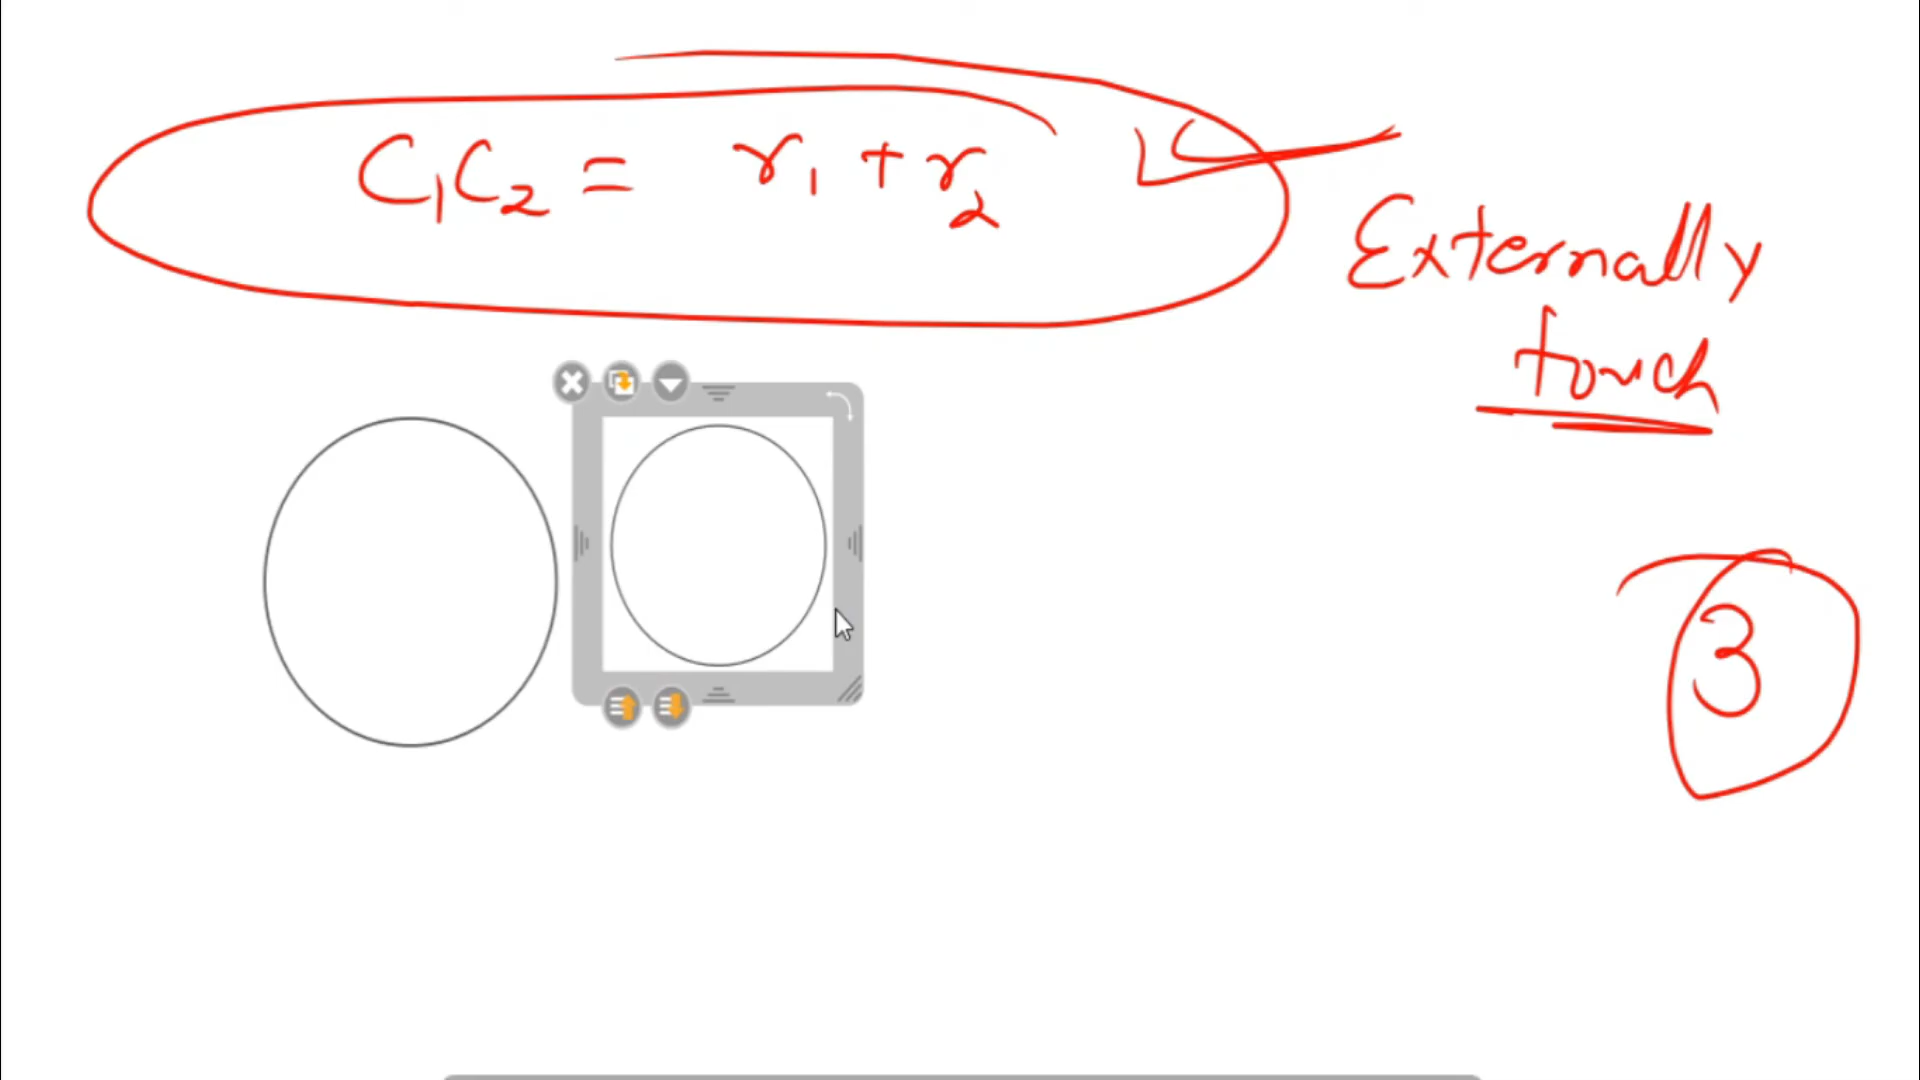 C₁C₂ = r₁ + r₂
Externally
touch
3